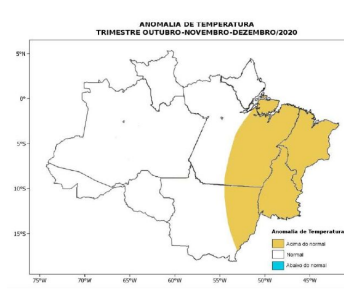 ANOMALIA DE TEMPERATURA
TRIMESTRE OUTUBRO-NOVEMBRO-DEZEMBRO/2020
5°N
0°
5°S
10°S
15°S
Anomalia de Temperatura
Acima do normal
Normal
Abaixo do normal
75°W
70°W
65°W
60°W
55°W
50°W
45°W